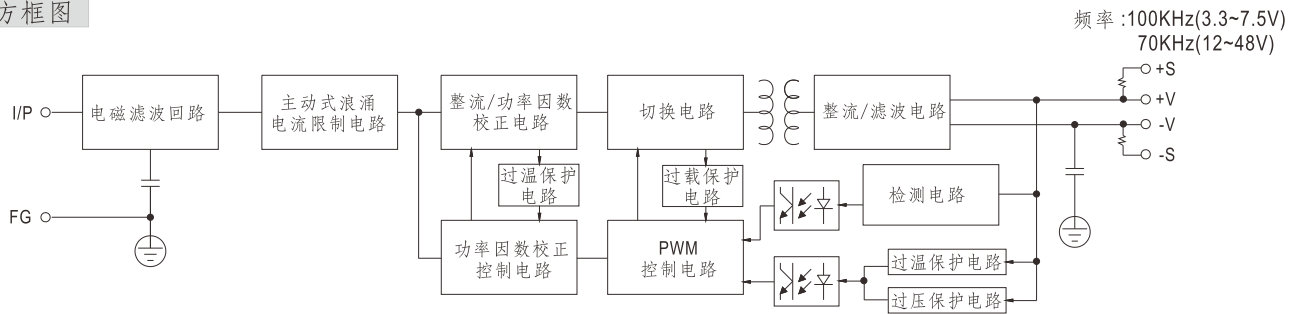 方框图
频率 :100KHz(3.3~7.5V)
70KHz(12~48V)
I/P
电磁滤波回路
主动式浪涌
电流限制电路
整流/功率因数
校正电路
切换电路
整流/滤波电路
+S
+V
-V
-S
过温保护
电路
过载保护
电路
检测电路
FG
功率因数校正
控制电路
PWM
控制电路
过温保护电路
过压保护电路